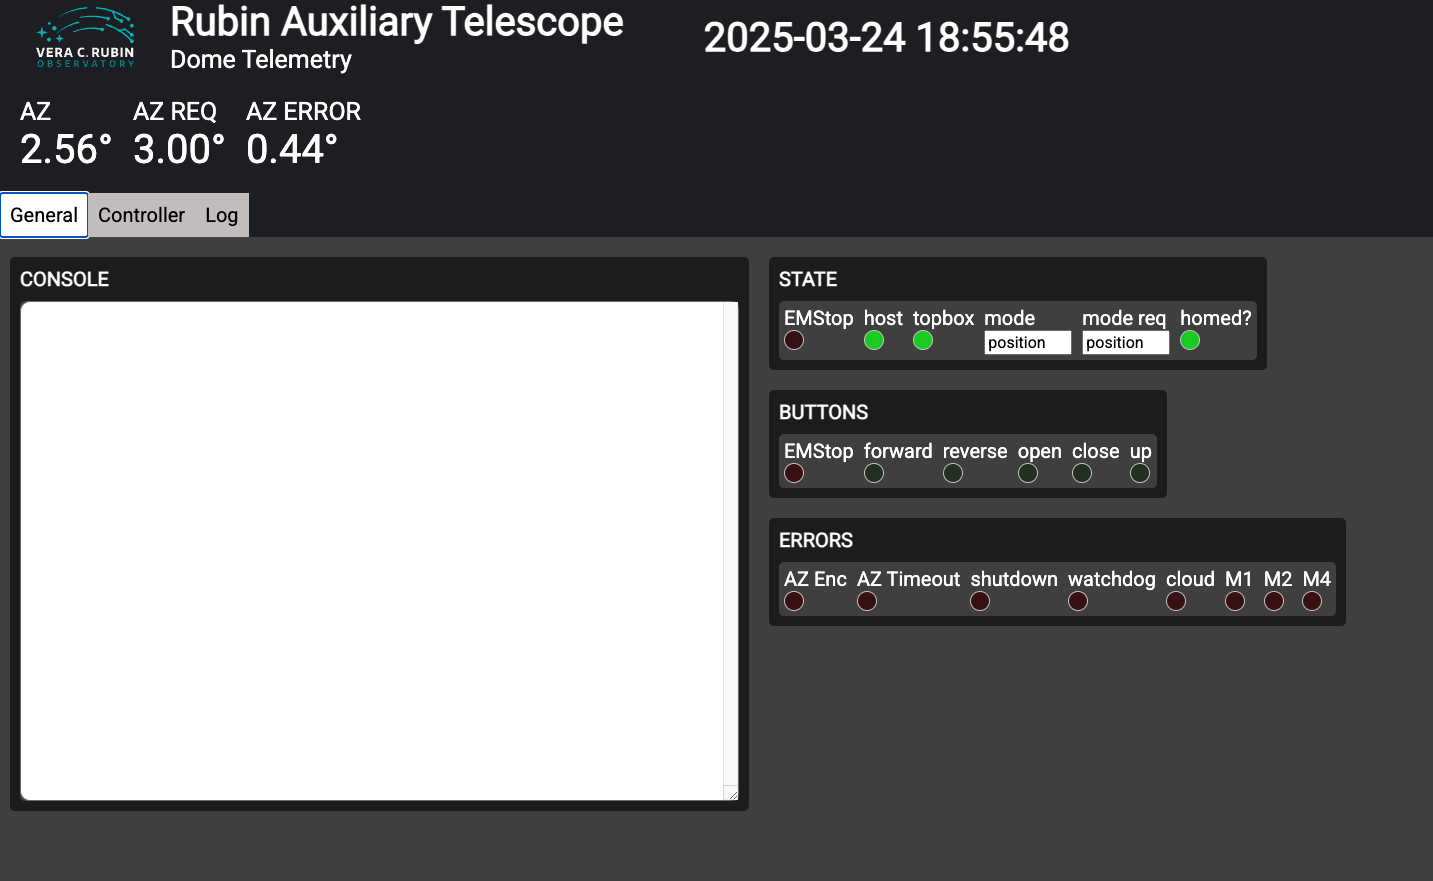 VERA C. RUBIN
OBSERVATORY
Rubin Auxiliary Telescope
Dome Telemetry
2025-03-24 18:55:48
AZ AZ REQ AZ ERROR
2.56° 3.00° 0.44°
General Controller Log
CONSOLE
STATE
EMStop host topbox mode mode req homed?
position position
BUTTONS
EMStop forward reverse open close up
ERRORS
AZ Enc AZ Timeout shutdown watchdog cloud M1 M2 M4